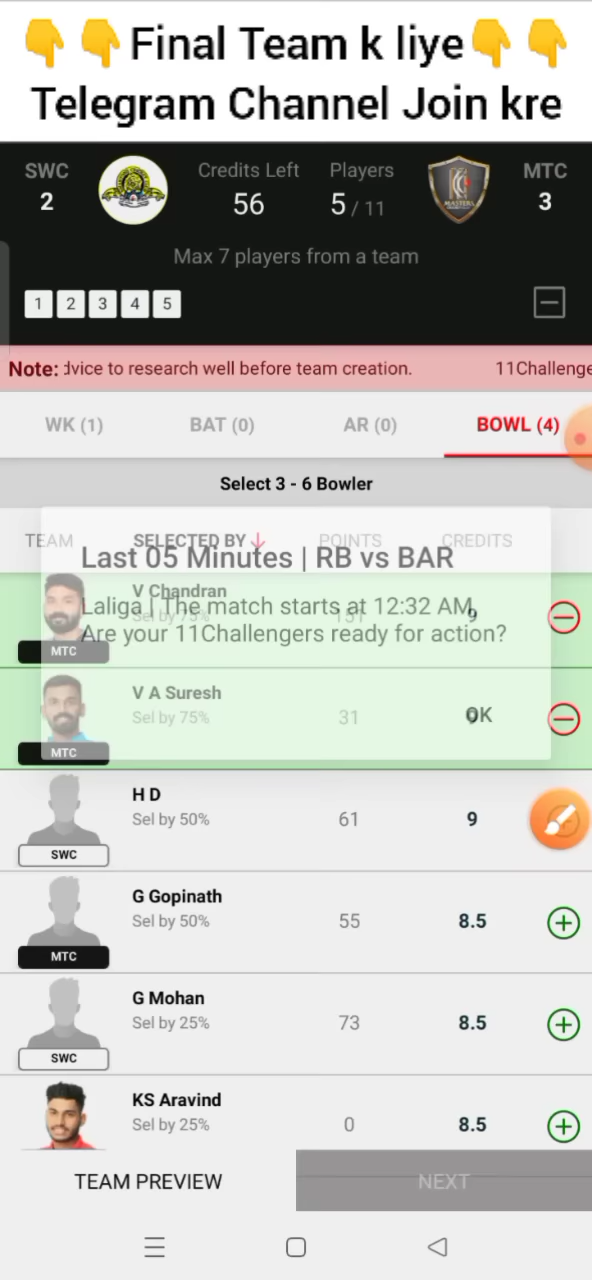 👇👇Final Team k liye👇👇
Telegram Channel Join kre
SWC
2
Credits Left
56
Players
5 / 11
MTC
3
Max 7 players from a team
1 2 3 4 5
Note: dvice to research well before team creation. 11Challenge
WK (1) BAT (0) AR (0) BOWL (4)
Select 3 - 6 Bowler
TEAM SELECTED BY POINTS CREDITS
Last 05 Minutes | RB vs BAR
Laliga | The match starts at 12:32 AM.
Are your 11Challengers ready for action?
OK
V Chandran
Sel by 75% 151 9
MTC
V A Suresh
Sel by 75% 31
MTC
H D
Sel by 50% 61 9
SWC
G Gopinath
Sel by 50% 55 8.5
MTC
G Mohan
Sel by 25% 73 8.5
SWC
KS Aravind
Sel by 25% 0 8.5
TEAM PREVIEW NEXT